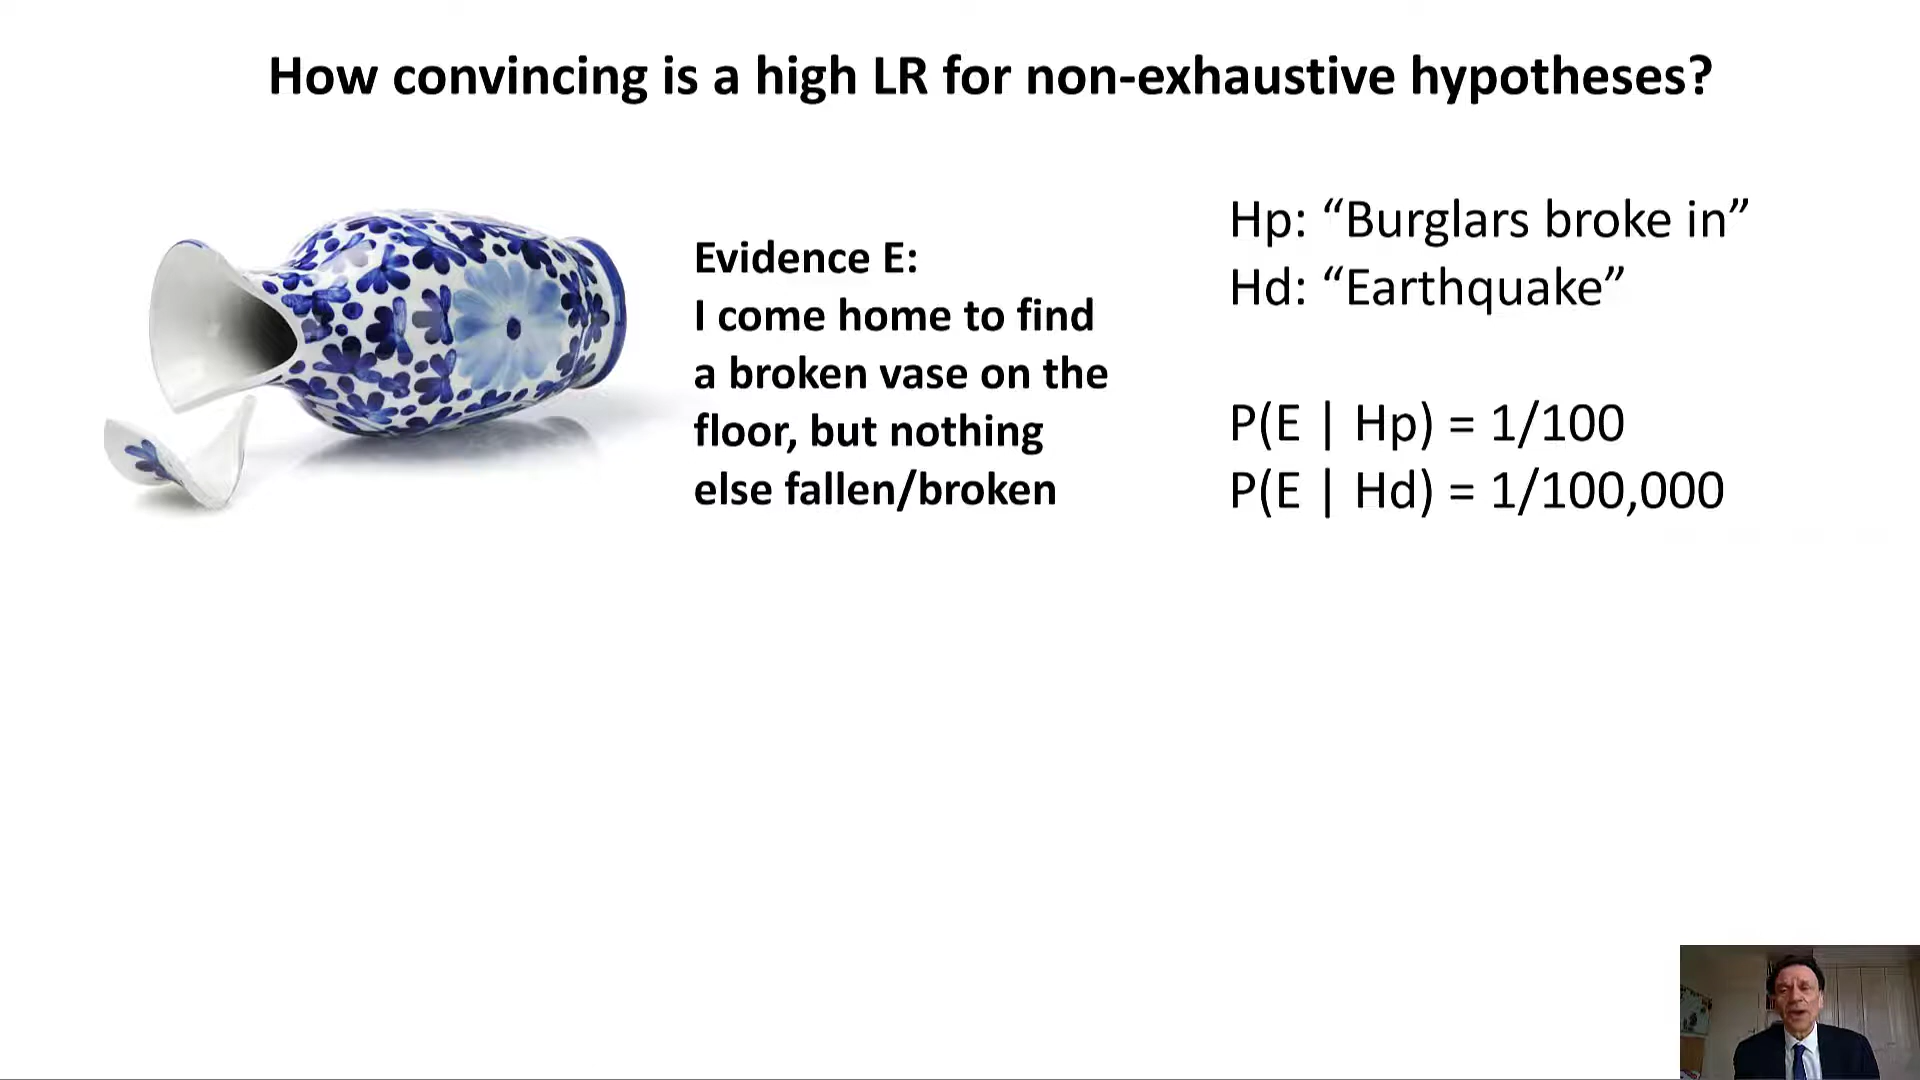 How convincing is a high LR for non-exhaustive hypotheses?
Evidence E:
I come home to find
a broken vase on the
floor, but nothing
else fallen/broken
Hp: “Burglars broke in”
Hd: “Earthquake”
P(E | Hp) = 1/100
P(E | Hd) = 1/100,000